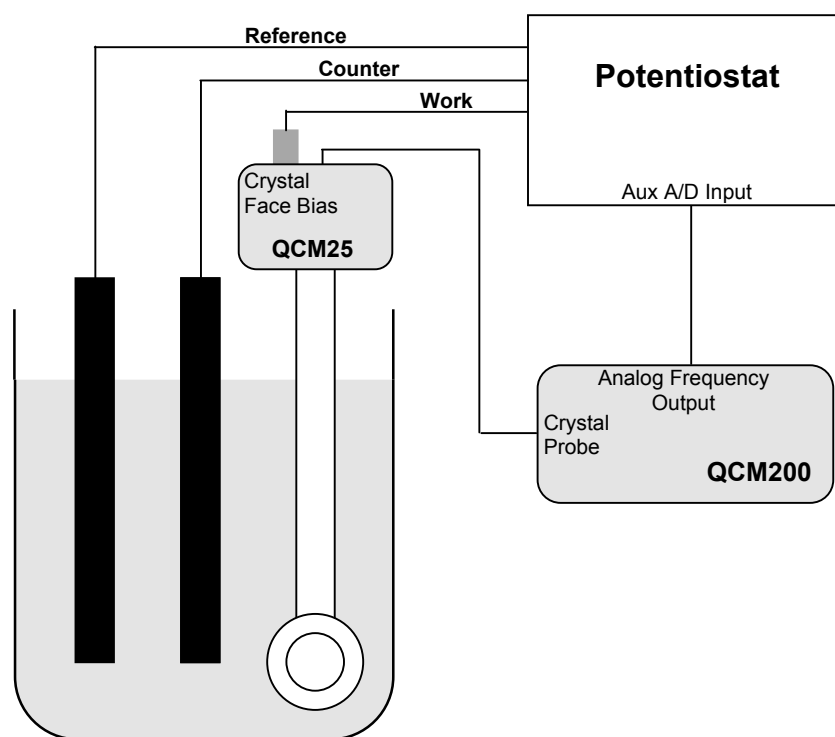 Reference
Counter
Work
Potentiostat
Aux A/D Input
Crystal
Face Bias
QCM25
Analog Frequency
Output
Crystal
Probe
QCM200